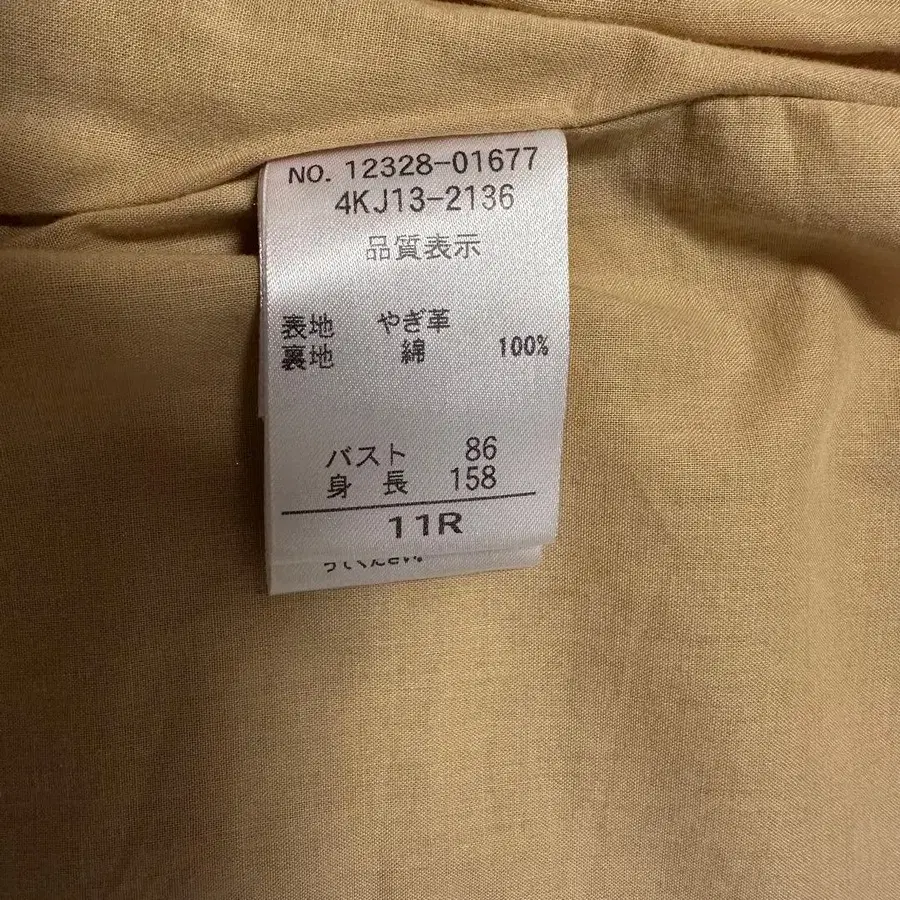 NO. 12328-01677
4KJ13-2136
品質表示
表地 やぎ革
裏地 綿 100%
バスト 86
身長 158
11R